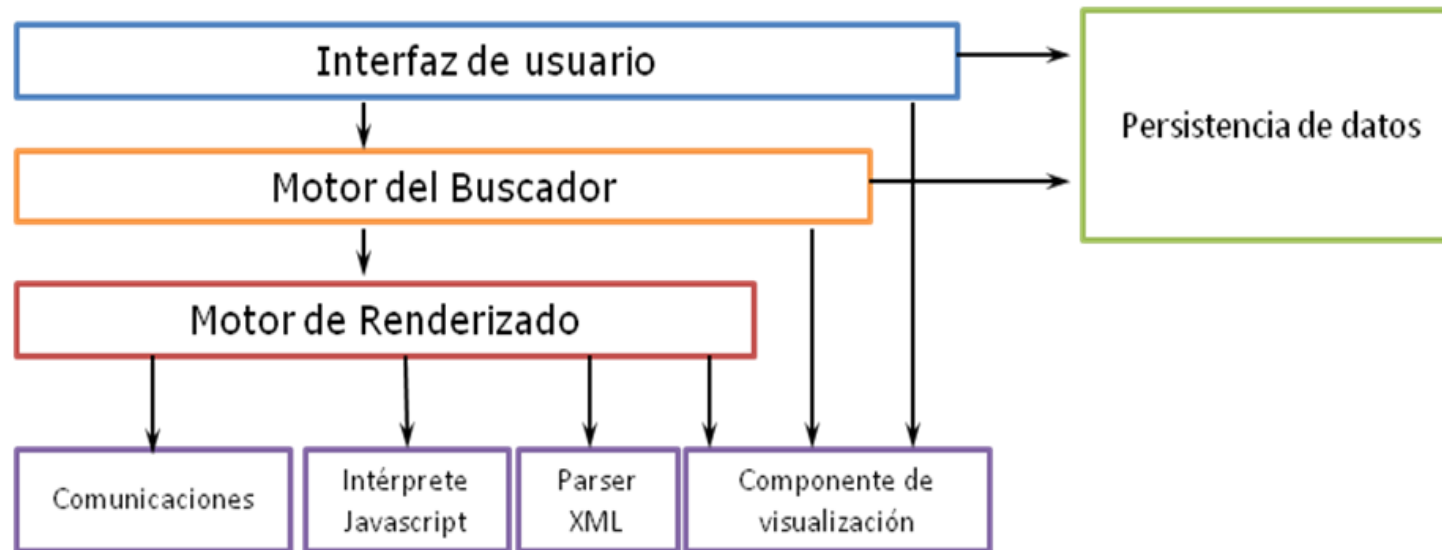 Interfaz de usuario
Persistencia de datos
Motor del Buscador
Motor de Renderizado
Comunicaciones
Intérprete
Javascript
Parser
XML
Componente de
visualización